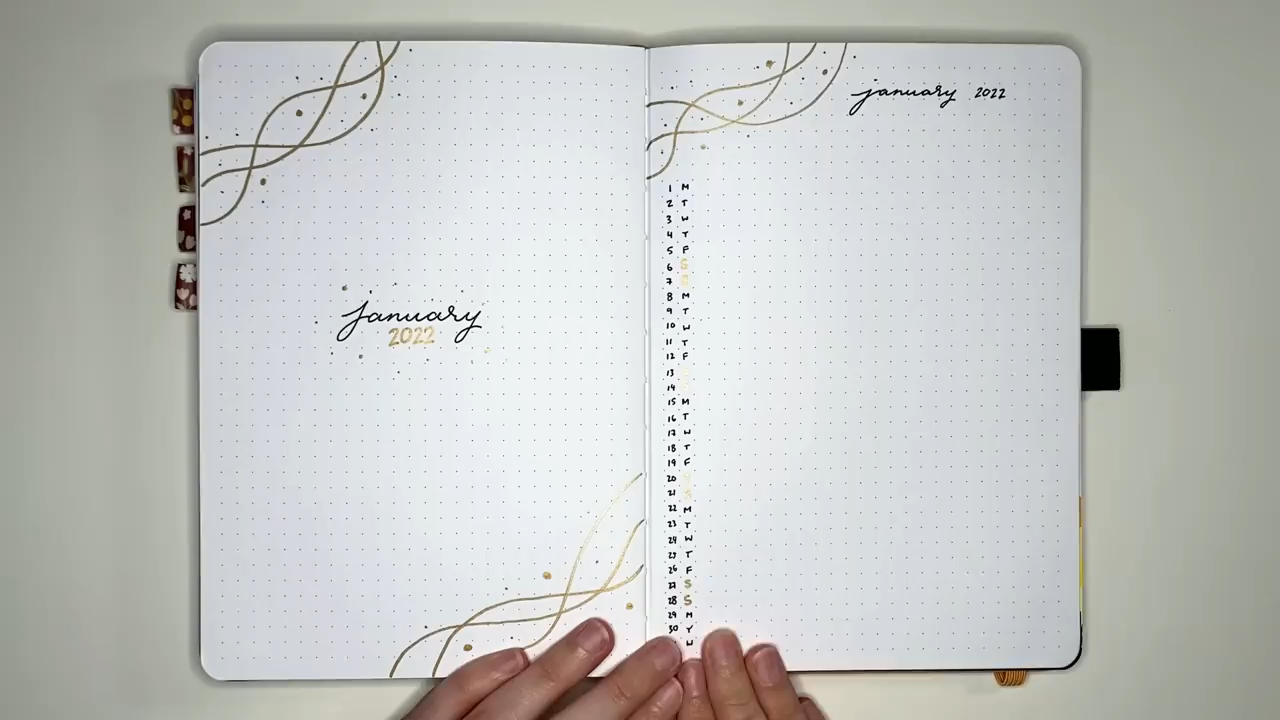 january
2022
january 2022
1 M
2 T
3 W
4 T
5 F
6 S
7 S
8 M
9 T
10 W
11 T
12 F
13
14
15 M
16 T
17 W
18 T
19 F
20
21 S
22 M
23 T
24 W
25 T
26 F
27 S
28 S
29 M
30 Y
W